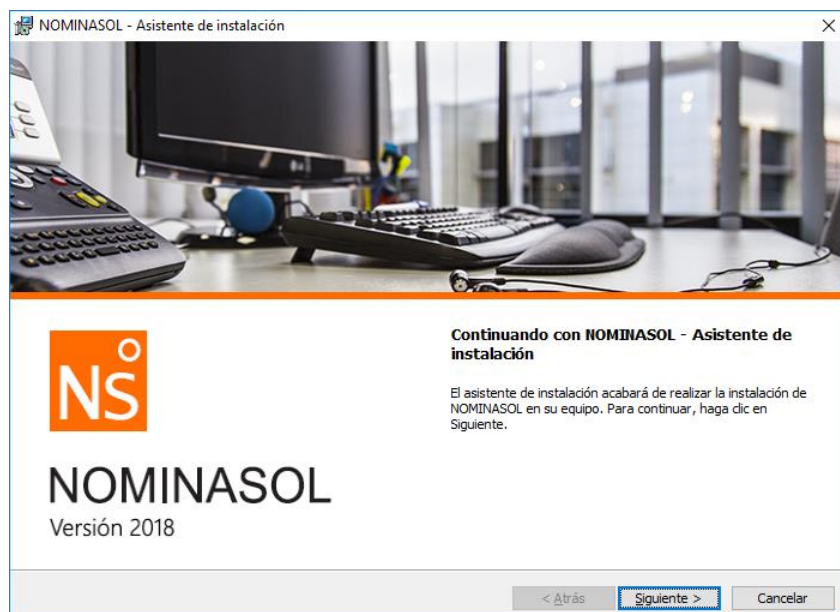 NOMINASOL - Asistente de instalación
Continuando con NOMINASOL - Asistente de
instalación
El asistente de instalación acabará de realizar la instalación de
NOMINASOL en su equipo. Para continuar, haga clic en
Siguiente.
NS
NOMINASOL
Versión 2018
< Atrás
Siguiente >
Cancelar